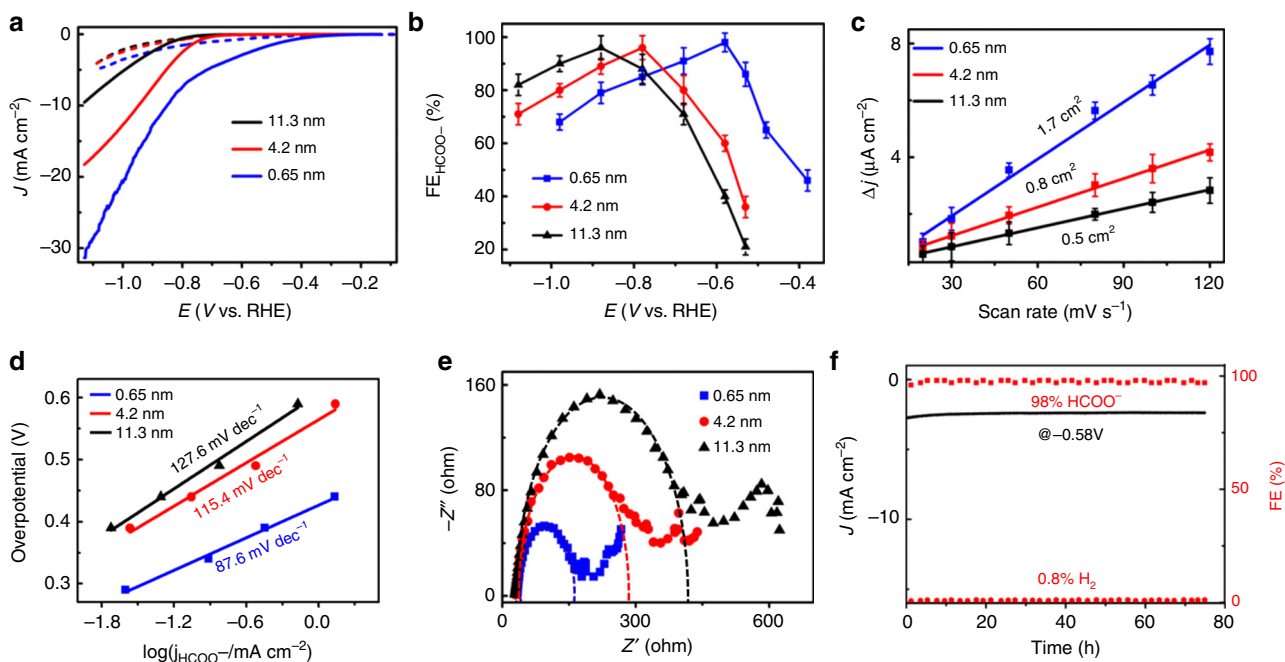 a
0
−10
−20
−30
J (mA cm−2)
11.3 nm
4.2 nm
0.65 nm
−1.0 −0.8 −0.6 −0.4 −0.2
E (V vs. RHE)
b
100
80
60
40
20
FEHCOO− (%)
0.65 nm
4.2 nm
11.3 nm
−1.0 −0.8 −0.6 −0.4
E (V vs. RHE)
c
8
4
Δj (μA cm−2)
0.65 nm
4.2 nm
11.3 nm
1.7 cm2
0.8 cm2
0.5 cm2
30 60 90 120
Scan rate (mV s−1)
d
0.6
0.5
0.4
0.3
Overpotential (V)
0.65 nm
4.2 nm
11.3 nm
127.6 mV dec−1
115.4 mV dec−1
87.6 mV dec−1
−1.8 −1.2 −0.6 0.0
log(jHCOO−/mA cm−2)
e
160
80
0
−Z″ (ohm)
0.65 nm
4.2 nm
11.3 nm
0 200 400 600
Z′ (ohm)
f
0
−10
J (mA cm−2)
98% HCOO−
@−0.58V
0.8% H2
100
50
0
FE (%)
0 20 40 60 80
Time (h)